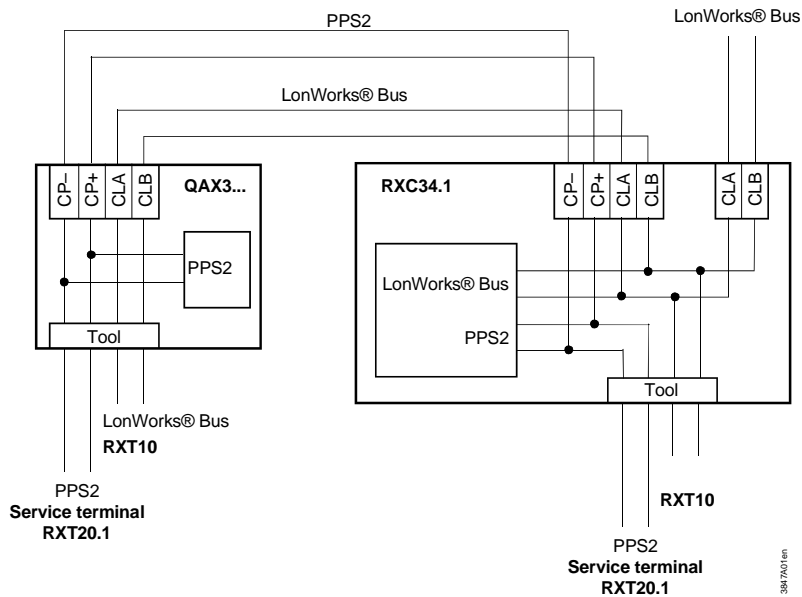 LonWorks® Bus
PPS2
LonWorks® Bus
CP–
CP+
CLA
CLB
QAX3...
RXC34.1
CP–
CP+
CLA
CLB
CLA
CLB
PPS2
LonWorks® Bus
PPS2
Tool
Tool
LonWorks® Bus
RXT10
PPS2
Service terminal
RXT20.1
RXT10
PPS2
Service terminal
RXT20.1
3847A01en